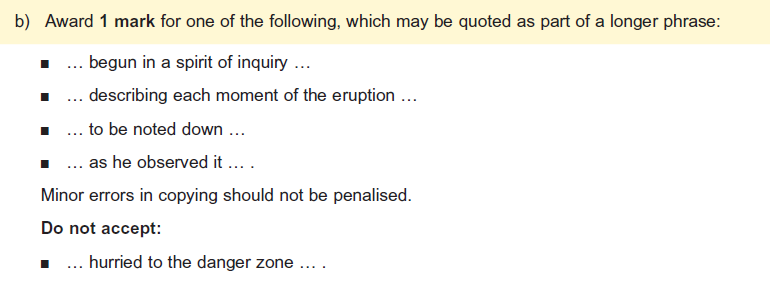 b) Award 1 mark for one of the following, which may be quoted as part of a longer phrase:
■ … begun in a spirit of inquiry …
■ … describing each moment of the eruption …
■ … to be noted down …
■ … as he observed it … .
Minor errors in copying should not be penalised.
Do not accept:
■ … hurried to the danger zone … .